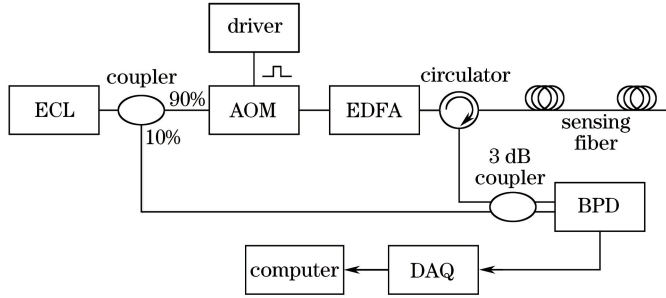 driver
coupler
circulator
ECL
90%
AOM
EDFA
10%
sensing
fiber
3 dB
coupler
BPD
computer
DAQ